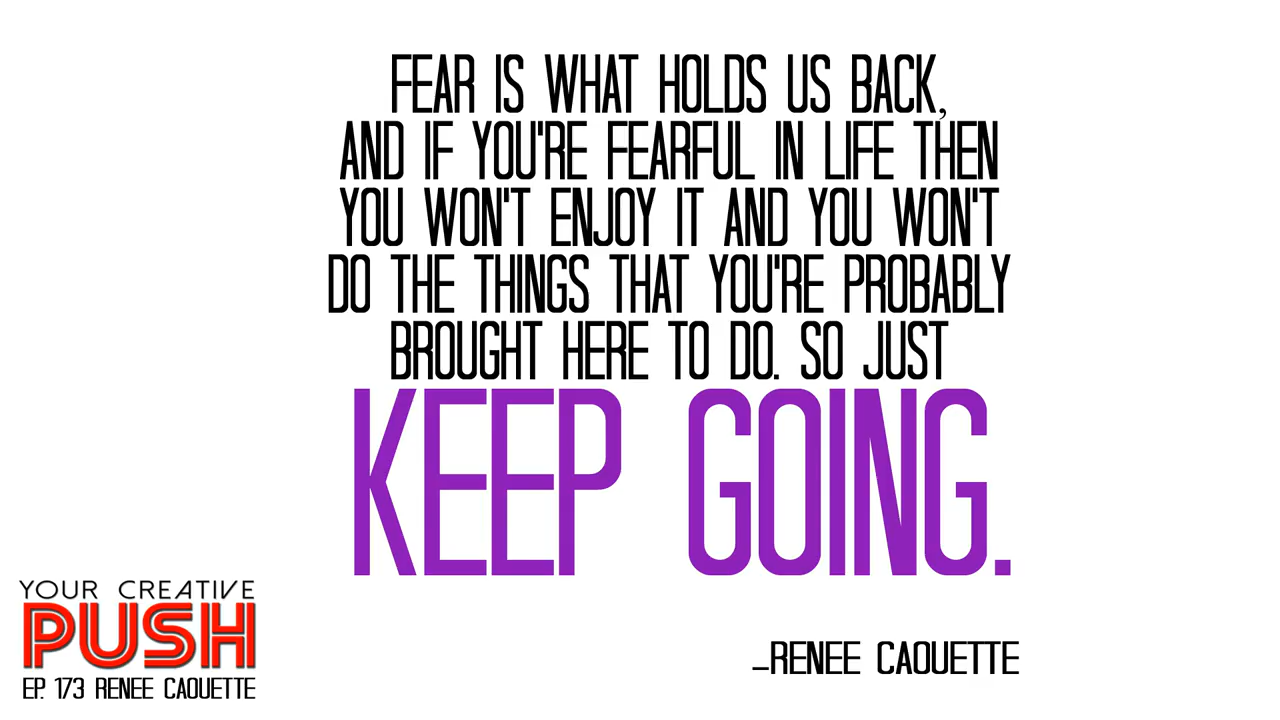 FEAR IS WHAT HOLDS US BACK,
AND IF YOU'RE FEARFUL IN LIFE THEN
YOU WON'T ENJOY IT AND YOU WON'T
DO THE THINGS THAT YOU'RE PROBABLY
BROUGHT HERE TO DO. SO JUST
KEEP GOING.
–RENEE CAOUETTE
YOUR CREATIVE
PUSH
EP. 173 RENEE CAOUETTE